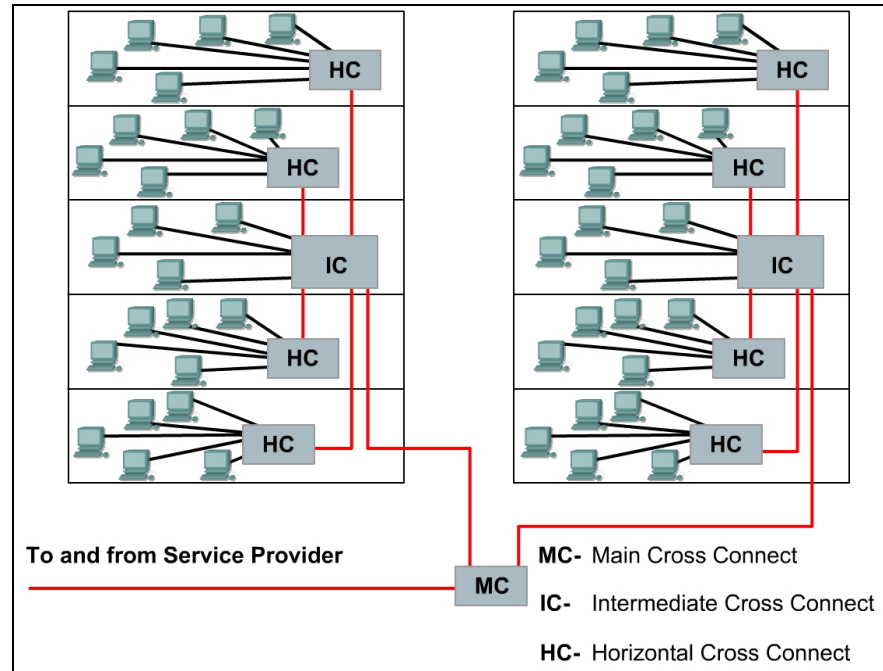 HC HC
HC HC
IC IC
HC HC
HC HC
To and from Service Provider
MC
MC- Main Cross Connect
IC- Intermediate Cross Connect
HC- Horizontal Cross Connect